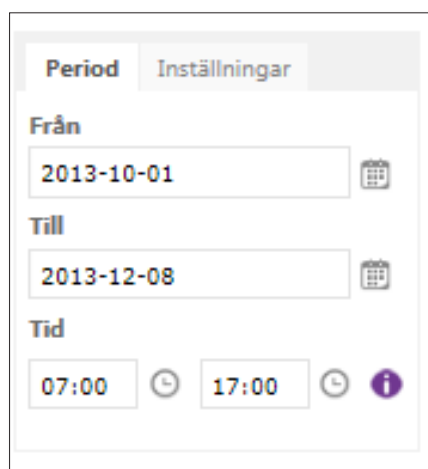 Period Inställningar
Från
2013-10-01
Till
2013-12-08
Tid
07:00 17:00